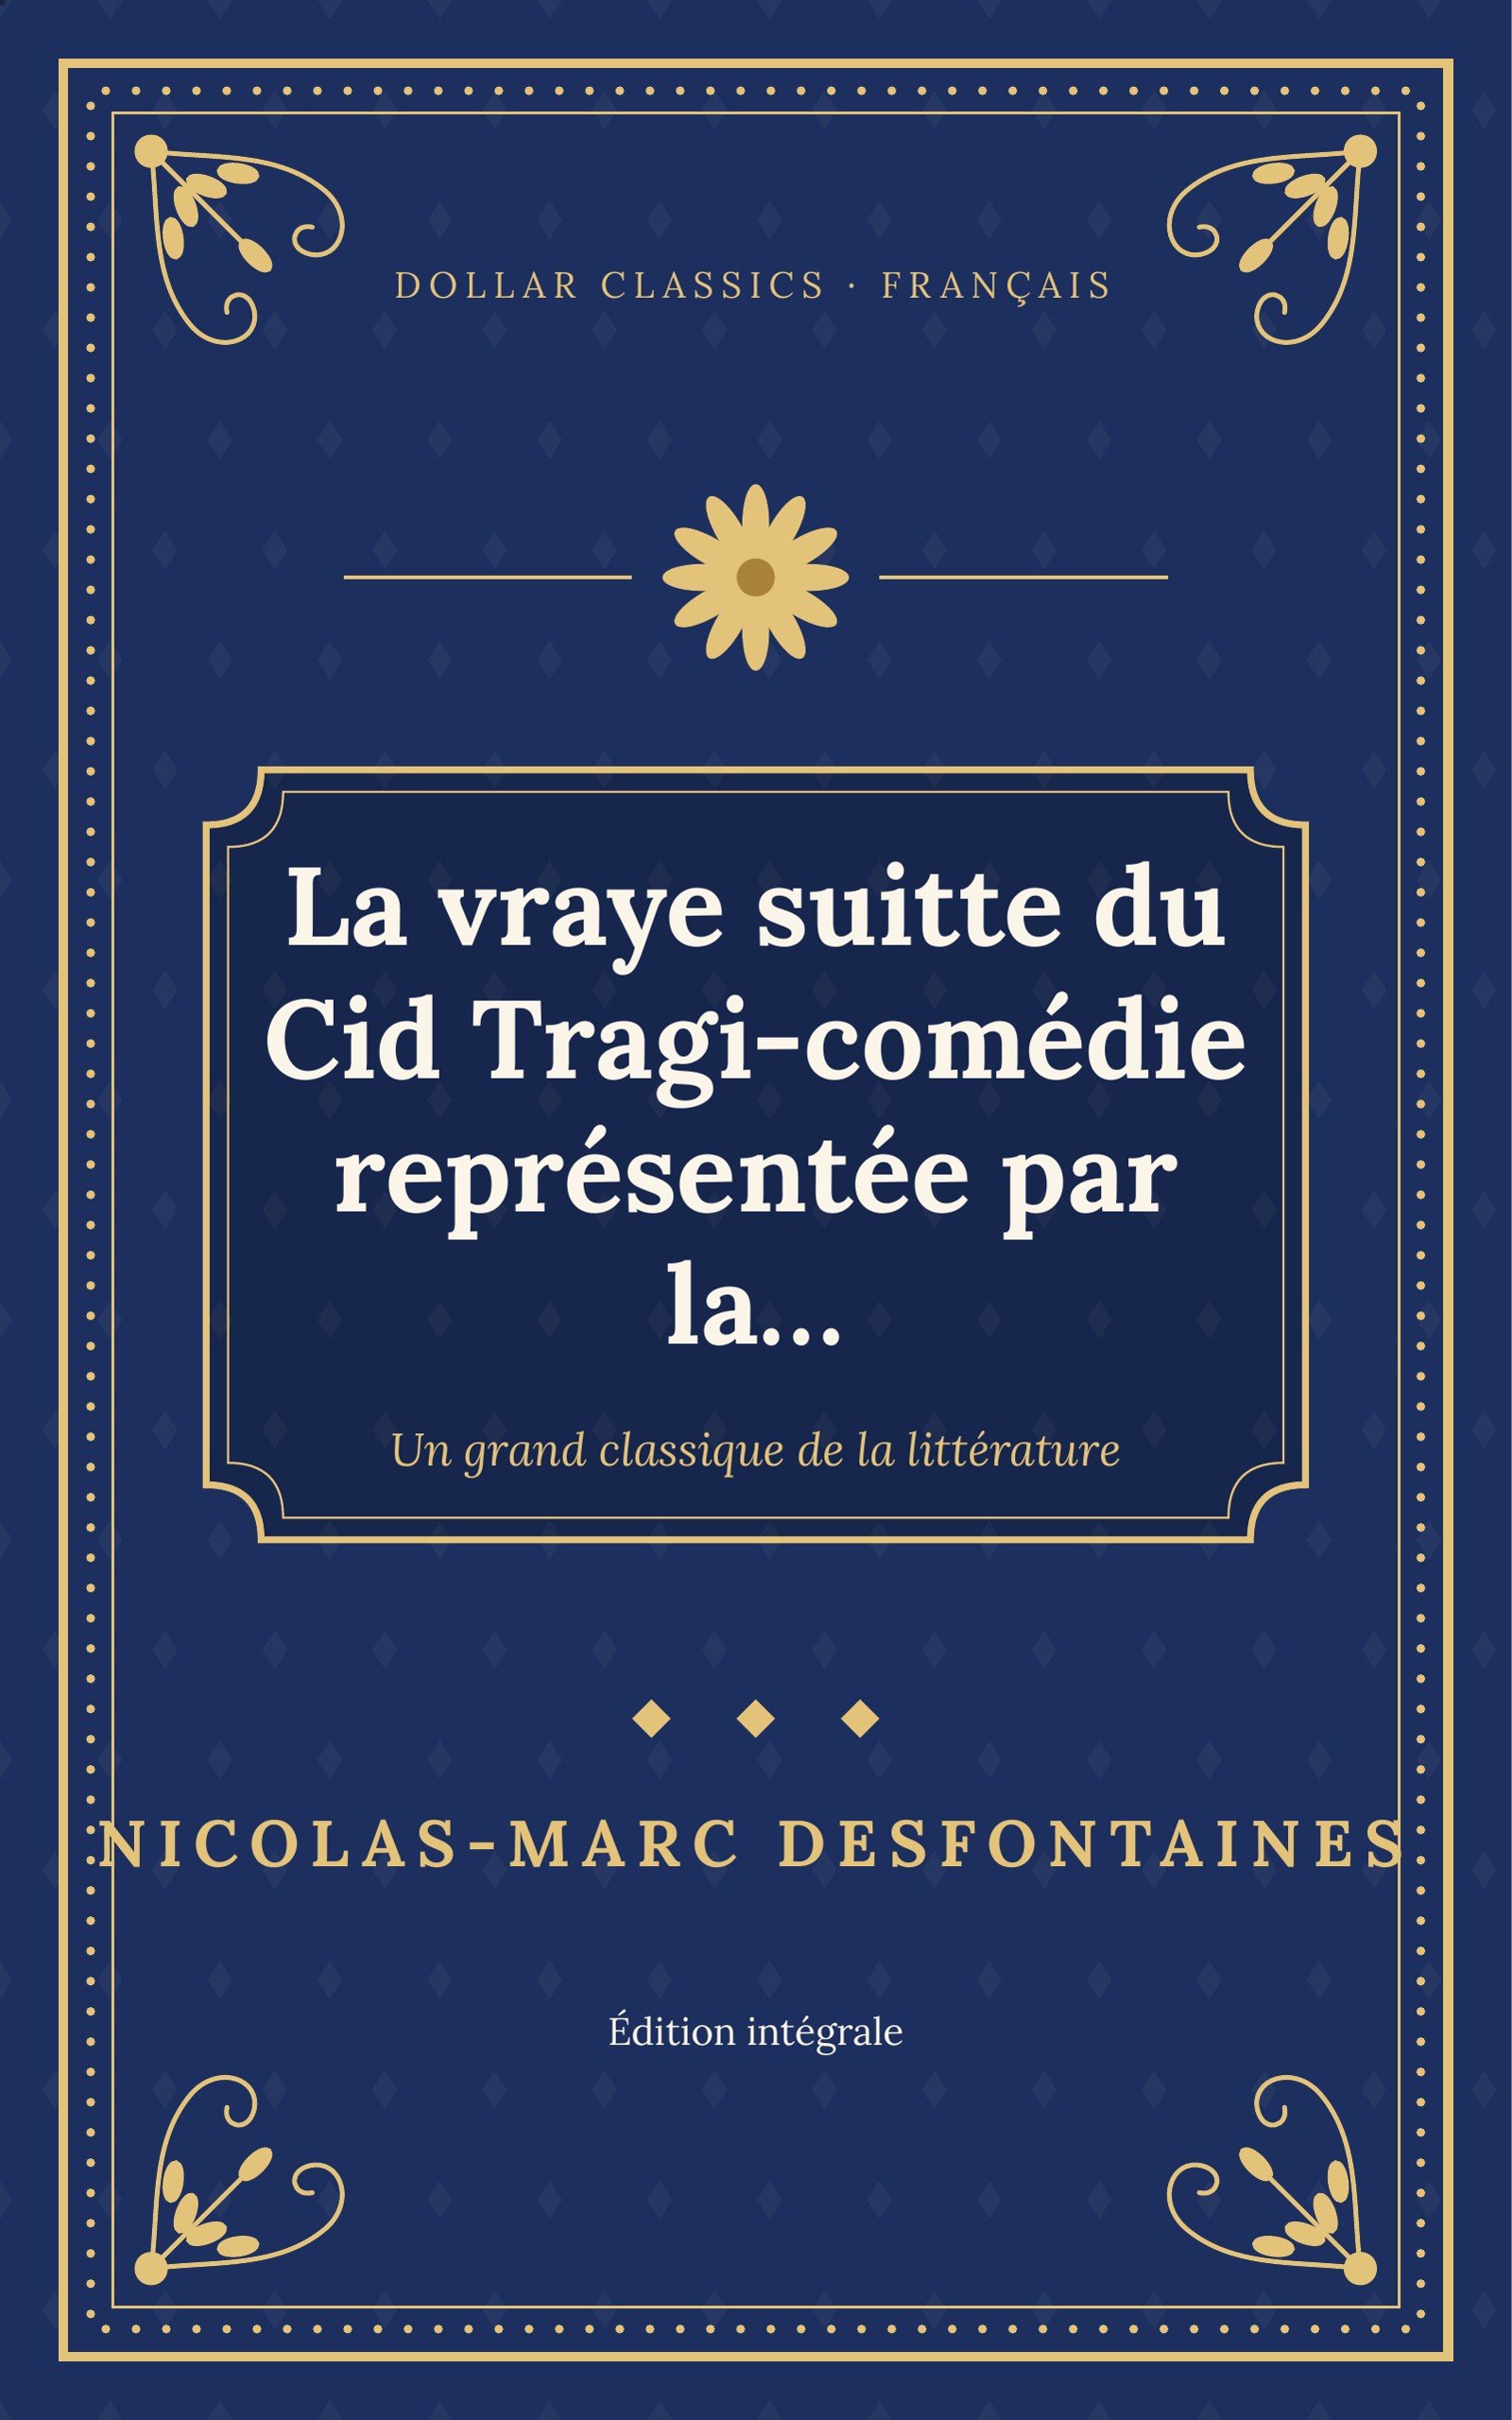 DOLLAR CLASSICS · FRANÇAIS
La vraye suitte du
Cid Tragi-comédie
représentée par
la...
Un grand classique de la littérature
NICOLAS-MARC DESFONTAINES
Édition intégrale